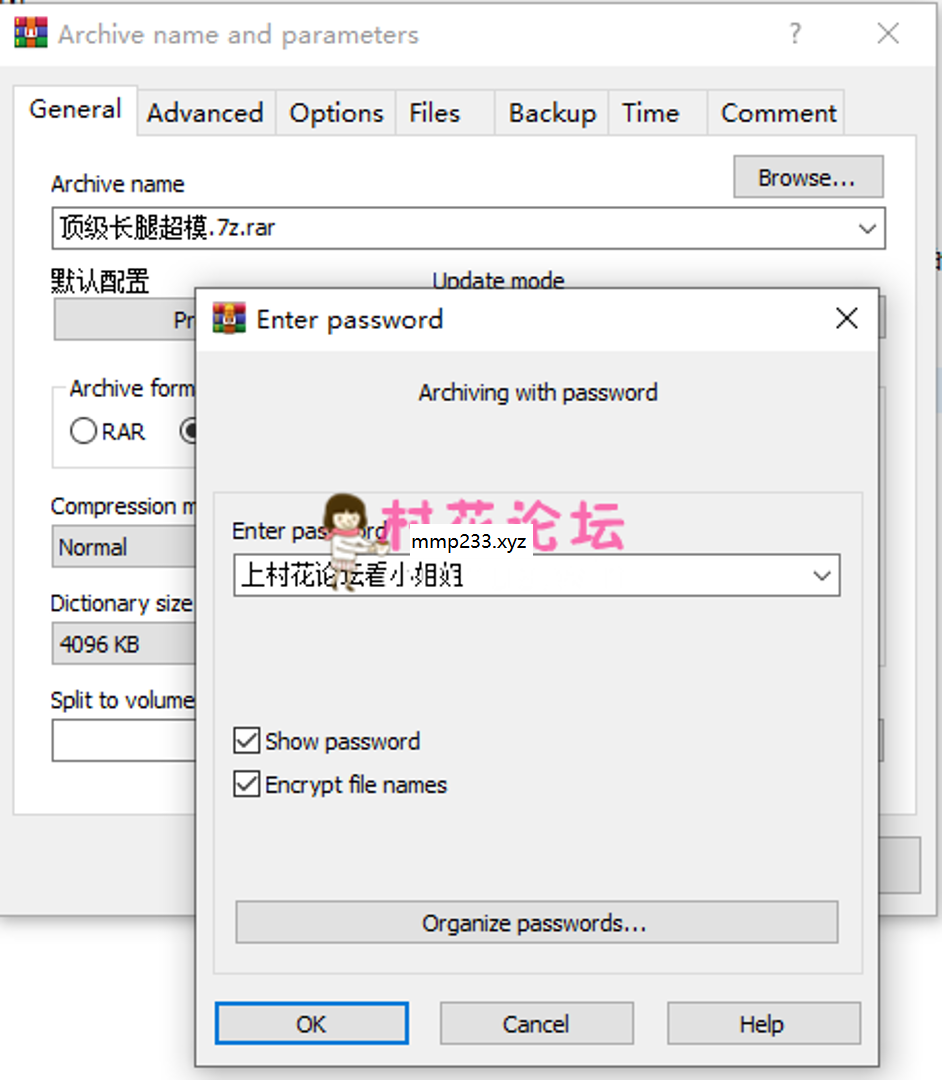 Archive name and parameters
General Advanced Options Files Backup Time Comment
Archive name
Browse...
顶级长腿超模.7z.rar
默认配置
Update mode
Pr
Enter password
Archiving with password
Archive form
RAR
Compression m
Normal
村花论坛
mmp233.xyz
Enter password
上村花论坛看小姐姐
Dictionary size
4096 KB
Split to volume
Show password
Encrypt file names
Organize passwords...
OK Cancel Help